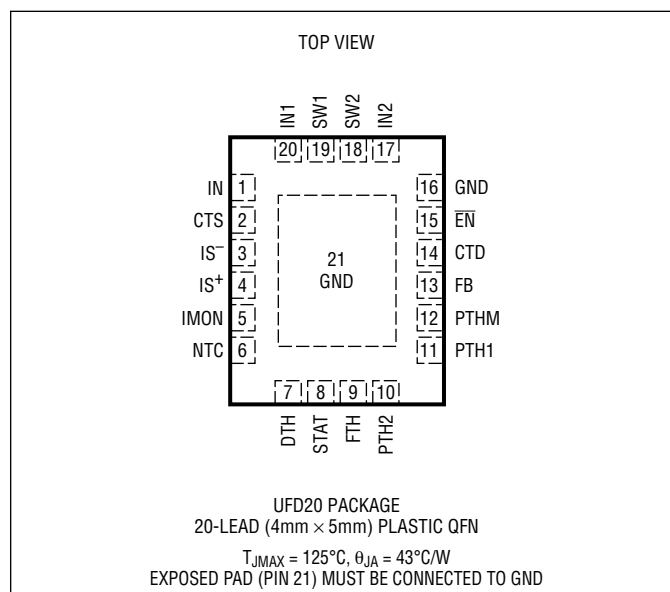 TOP VIEW
IN1 SW1 SW2 IN2
20 19 18 17
IN 1 16 GND
CTS 2 15 E̅N̅
IS⁻ 3 14 CTD
IS⁺ 4 13 FB
IMON 5 12 PTHM
NTC 6 11 PTH1
21
GND
7 8 9 10
DTH STAT FTH PTH2
UFD20 PACKAGE
20-LEAD (4mm × 5mm) PLASTIC QFN
TJMAX = 125°C, θJA = 43°C/W
EXPOSED PAD (PIN 21) MUST BE CONNECTED TO GND